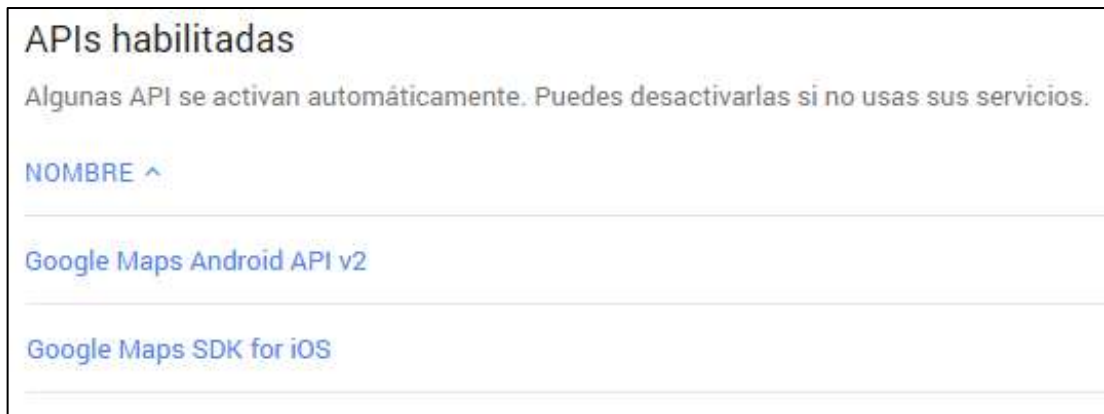 APIs habilitadas
Algunas API se activan automáticamente. Puedes desactivarlas si no usas sus servicios.
NOMBRE ^
Google Maps Android API v2
Google Maps SDK for iOS